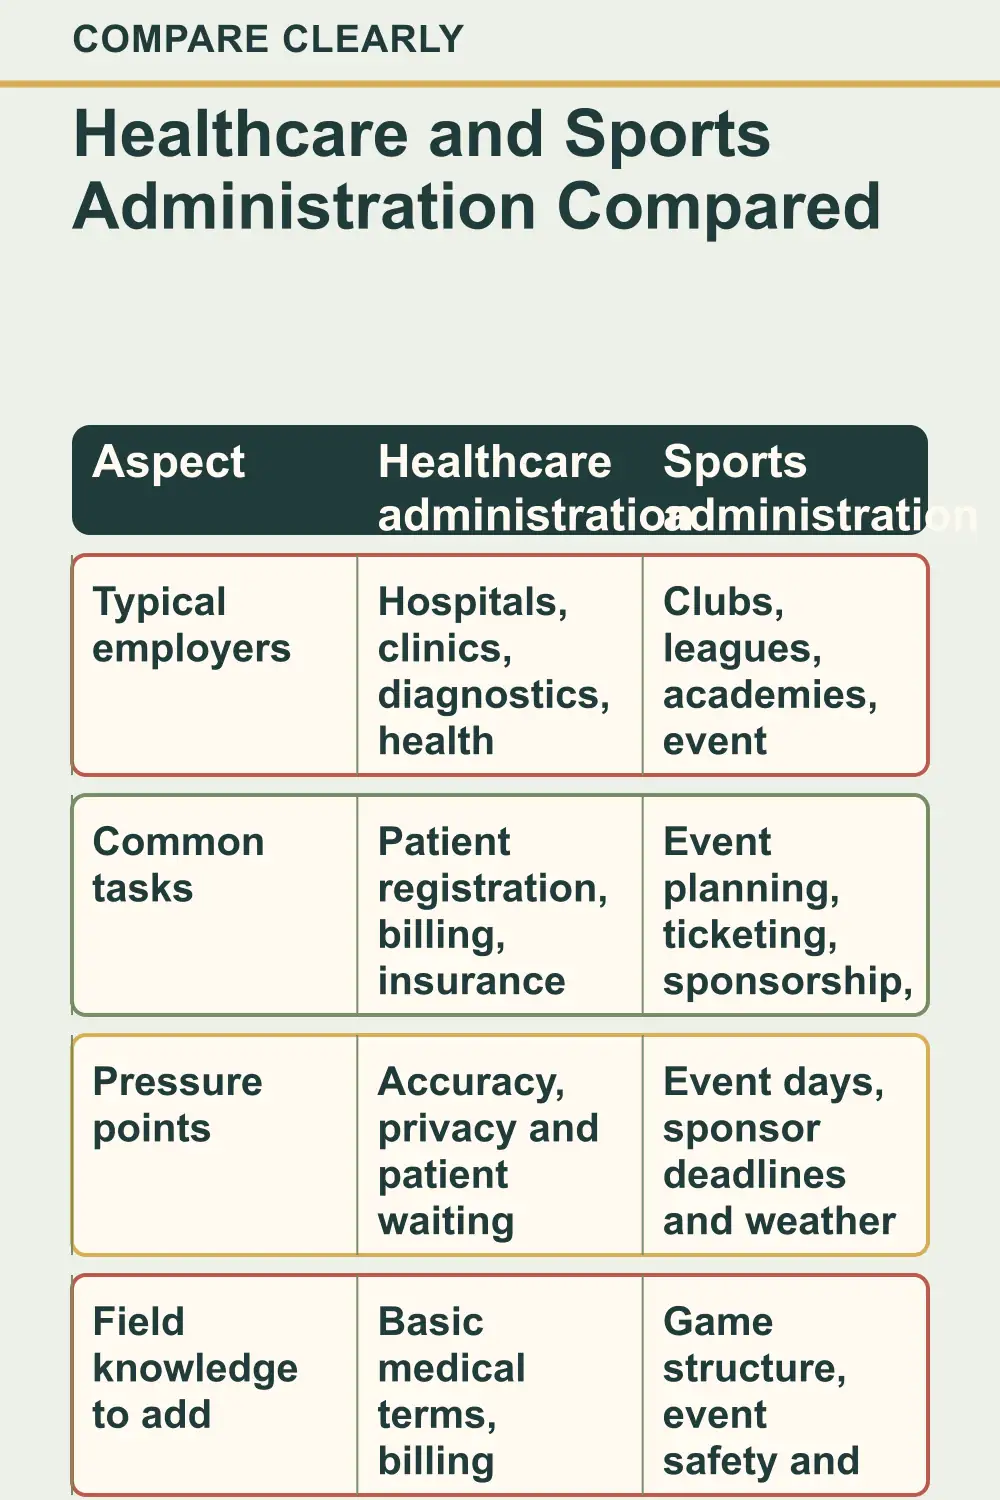 COMPARE CLEARLY
Healthcare and Sports
Administration Compared
Aspect
Healthcare
administration
Sports
administration
Typical
employers
Hospitals,
clinics,
diagnostics,
health
Clubs,
leagues,
academies,
event
Common
tasks
Patient
registration,
billing,
insurance
Event
planning,
ticketing,
sponsorship,
Pressure
points
Accuracy,
privacy and
patient
waiting
Event days,
sponsor
deadlines
and weather
Field
knowledge
to add
Basic
medical
terms,
billing
Game
structure,
event
safety and